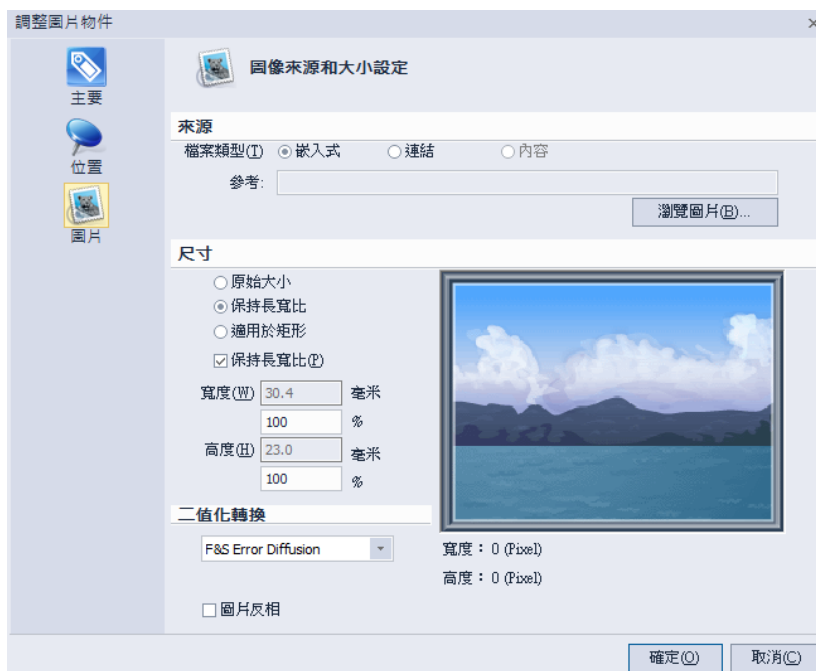 調整圖片物件
主要
位置
圖片
圖像來源和大小設定
來源
檔案類型(T) 嵌入式 連結 內容
參考:
瀏覽圖片(B)...
尺寸
原始大小
保持長寬比
適用於矩形
保持長寬比(P)
寬度(W) 30.4 毫米
100 %
高度(H) 23.0 毫米
100 %
二值化轉換
F&S Error Diffusion
寬度：0 (Pixel)
高度：0 (Pixel)
圖片反相
確定(O) 取消(C)